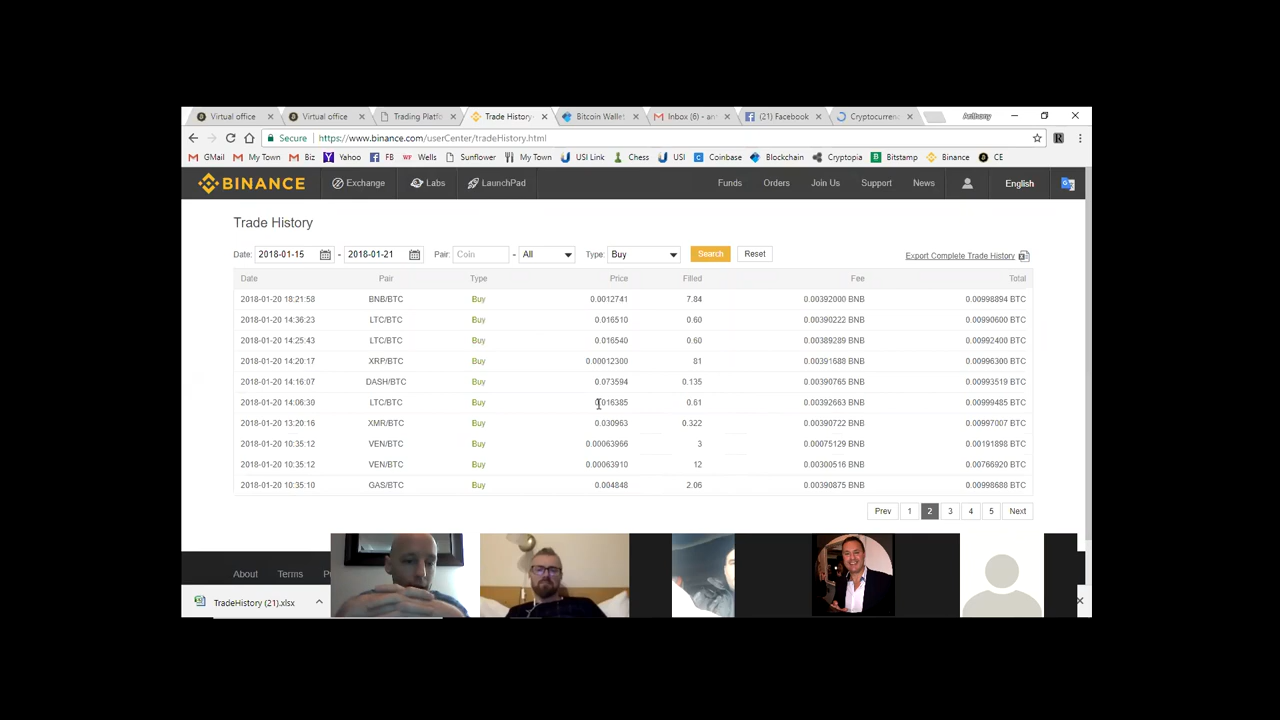 Virtual office
Virtual office
Trading Platfo
Trade History
Bitcoin Wallet
Inbox (6) - am
(21) Facebook
Cryptocurrenc
Anthony
Secure
https://www.binance.com/userCenter/tradeHistory.html
GMail My Town Biz Yahoo FB Wells Sunflower My Town USI Link Chess USI Coinbase Blockchain Cryptopia Bitstamp Binance CE
BINANCE Exchange Labs LaunchPad Funds Orders Join Us Support News English
Trade History
Date: 2018-01-15 - 2018-01-21 Pair: Coin - All Type: Buy Search Reset Export Complete Trade History
Date Pair Type Price Filled Fee Total
2018-01-20 18:21:58 BNB/BTC Buy 0.0012741 7.84 0.00392000 BNB 0.00998894 BTC
2018-01-20 14:36:23 LTC/BTC Buy 0.016510 0.60 0.00390222 BNB 0.00990600 BTC
2018-01-20 14:25:43 LTC/BTC Buy 0.016540 0.60 0.00389289 BNB 0.00992400 BTC
2018-01-20 14:20:17 XRP/BTC Buy 0.00012300 81 0.00391688 BNB 0.00996300 BTC
2018-01-20 14:16:07 DASH/BTC Buy 0.073594 0.135 0.00390765 BNB 0.00993519 BTC
2018-01-20 14:06:30 LTC/BTC Buy 0.016385 0.61 0.00392663 BNB 0.00999485 BTC
2018-01-20 13:20:16 XMR/BTC Buy 0.030963 0.322 0.00390722 BNB 0.00997007 BTC
2018-01-20 10:35:12 VEN/BTC Buy 0.00063966 3 0.00075129 BNB 0.00191898 BTC
2018-01-20 10:35:12 VEN/BTC Buy 0.00063910 12 0.00300516 BNB 0.00766920 BTC
2018-01-20 10:35:10 GAS/BTC Buy 0.004848 2.06 0.00390875 BNB 0.00998688 BTC
Prev 1 2 3 4 5 Next
About Terms
TradeHistory (21).xlsx